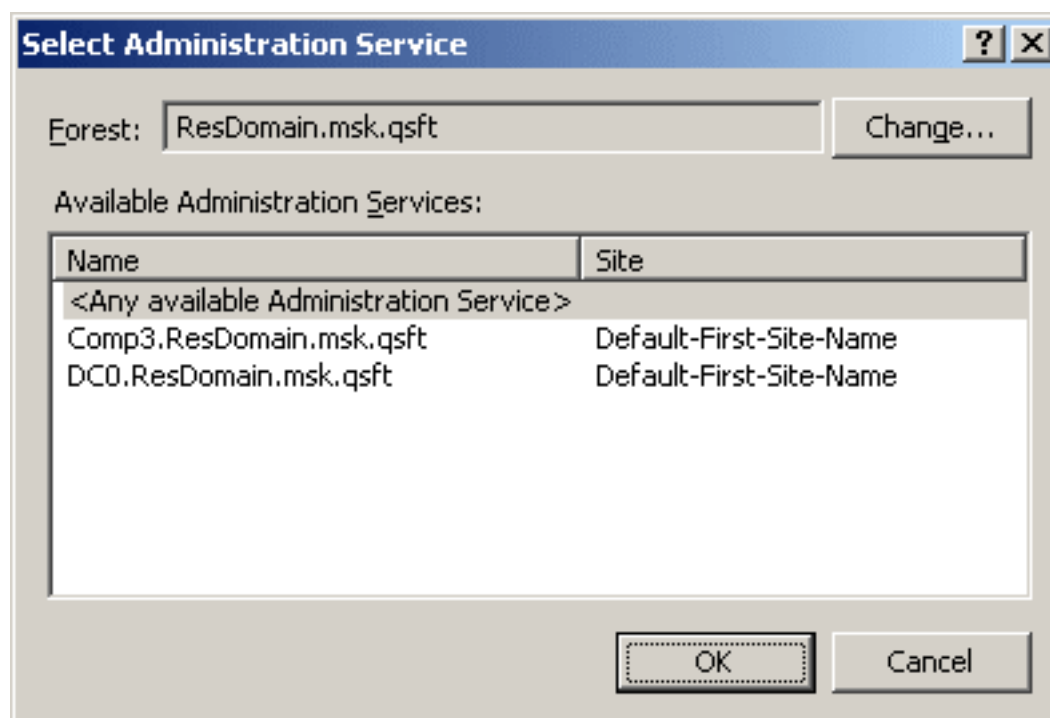 Select Administration Service
Forest: ResDomain.msk.qsft Change...
Available Administration Services:
Name Site
<Any available Administration Service>
Comp3.ResDomain.msk.qsft Default-First-Site-Name
DC0.ResDomain.msk.qsft Default-First-Site-Name
OK Cancel